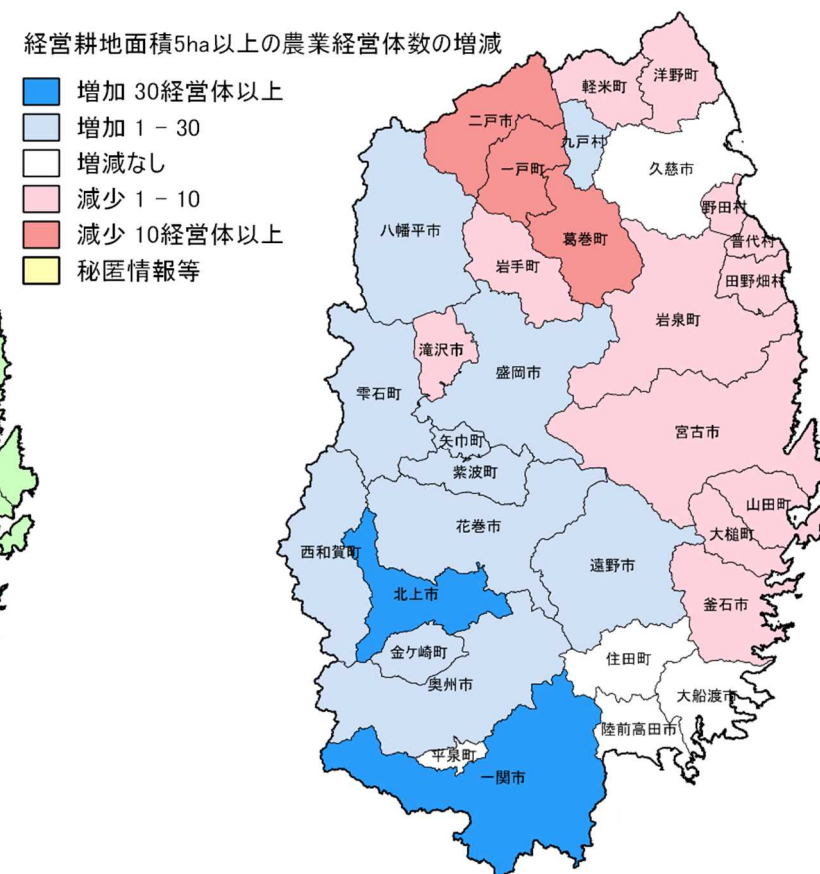 経営耕地面積5ha以上の農業経営体数の増減
増加 30経営体以上
増加 1 - 30
増減なし
減少 1 - 10
減少 10経営体以上
秘匿情報等
洋野町
軽米町
二戸市
九戸村
一戸町
久慈市
野田村
八幡平市
葛巻町
普代村
岩手町
田野畑村
岩泉町
滝沢市
盛岡市
雫石町
宮古市
矢巾町
紫波町
山田町
花巻市
大槌町
西和賀町
遠野市
北上市
釜石市
金ケ崎町
住田町
奥州市
大船渡市
陸前高田市
平泉町
一関市